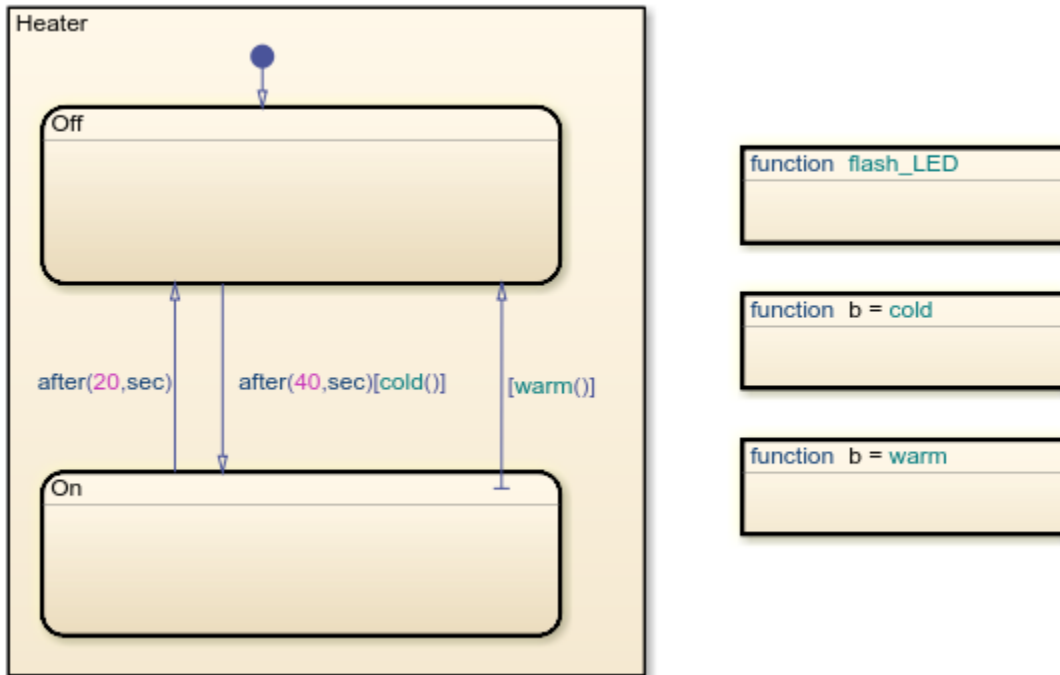 Heater
Off
after(20,sec)
after(40,sec)[cold()]
[warm()]
On
function flash_LED
function b = cold
function b = warm